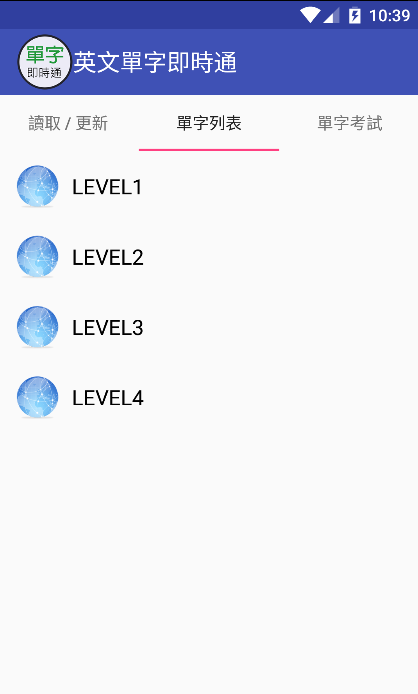 10:39
單字
即時通
英文單字即時通
讀取 / 更新
單字列表
單字考試
LEVEL1
LEVEL2
LEVEL3
LEVEL4